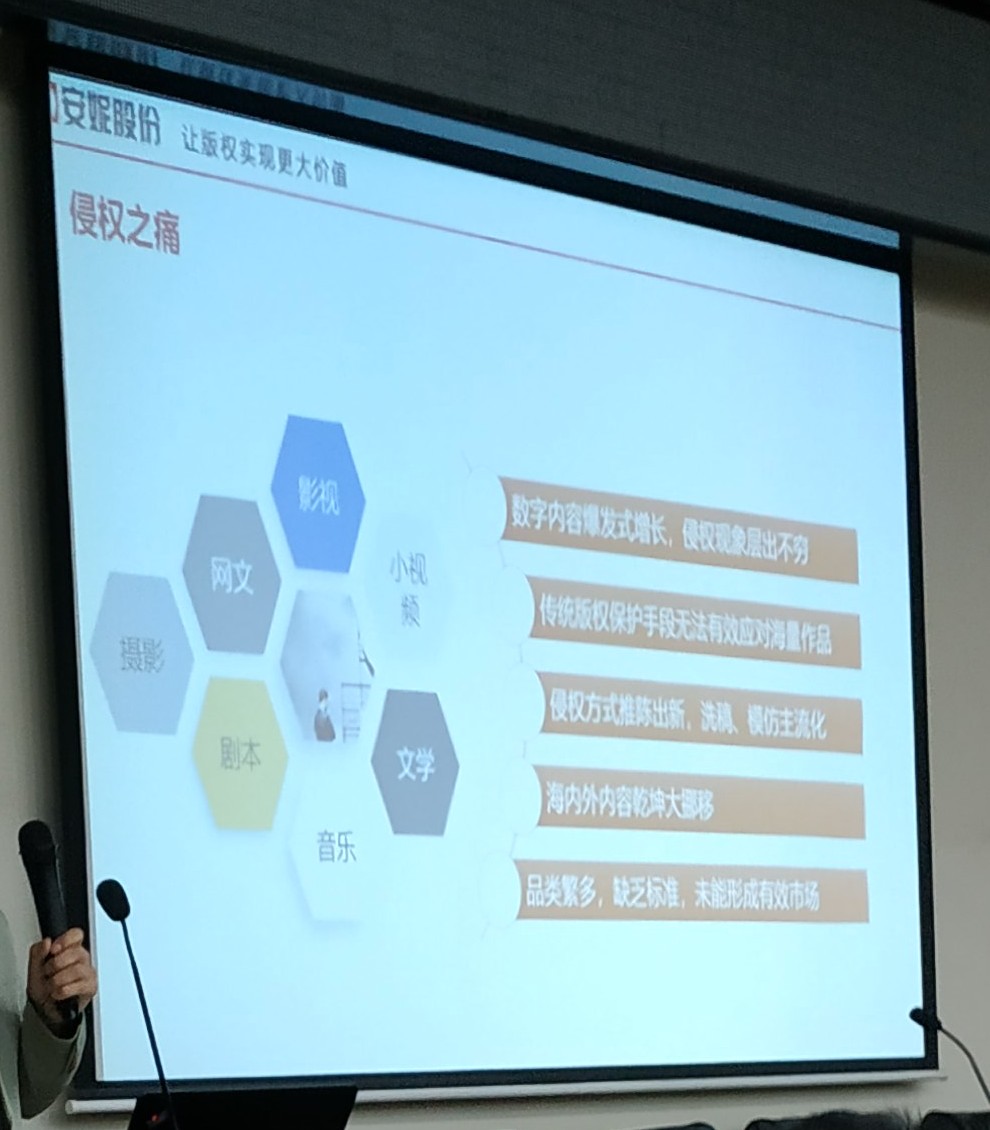 安妮股份 让版权实现更大价值
侵权之痛
影视
网文
小视
频
摄影
剧本
文学
音乐
数字内容爆发式增长，侵权现象层出不穷
传统版权保护手段无法有效应对海量作品
侵权方式推陈出新，洗稿、模仿主流化
海内外内容乾坤大挪移
品类繁多，缺乏标准，未能形成有效市场